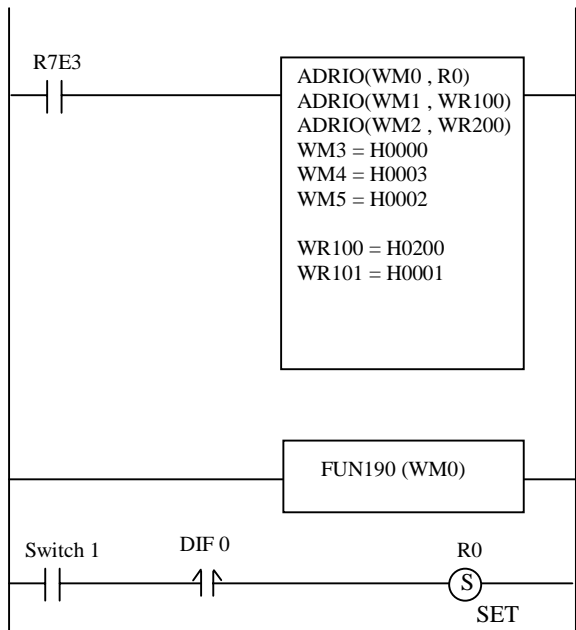 R7E3
ADRIO(WM0 , R0)
ADRIO(WM1 , WR100)
ADRIO(WM2 , WR200)
WM3 = H0000
WM4 = H0003
WM5 = H0002
WR100 = H0200
WR101 = H0001
FUN190 (WM0)
Switch 1
DIF 0
R0
S
SET